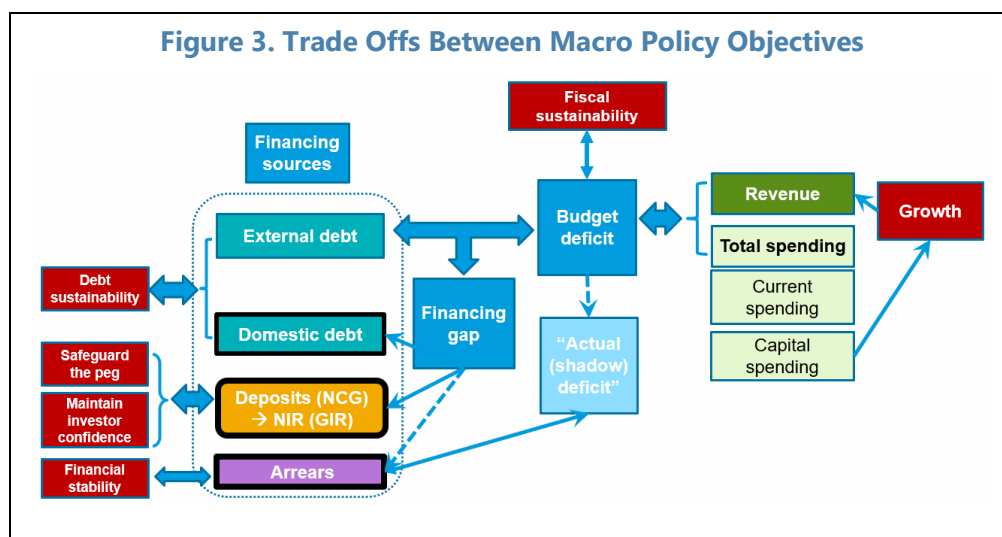 Figure 3. Trade Offs Between Macro Policy Objectives
Fiscal
sustainability
Financing
sources
External debt
Budget
deficit
Revenue
Growth
Total spending
Debt
sustainability
Current
spending
Domestic debt
Financing
gap
"Actual
(shadow)
deficit"
Capital
spending
Safeguard
the peg
Maintain
investor
confidence
Deposits (NCG)
→ NIR (GIR)
Financial
stability
Arrears